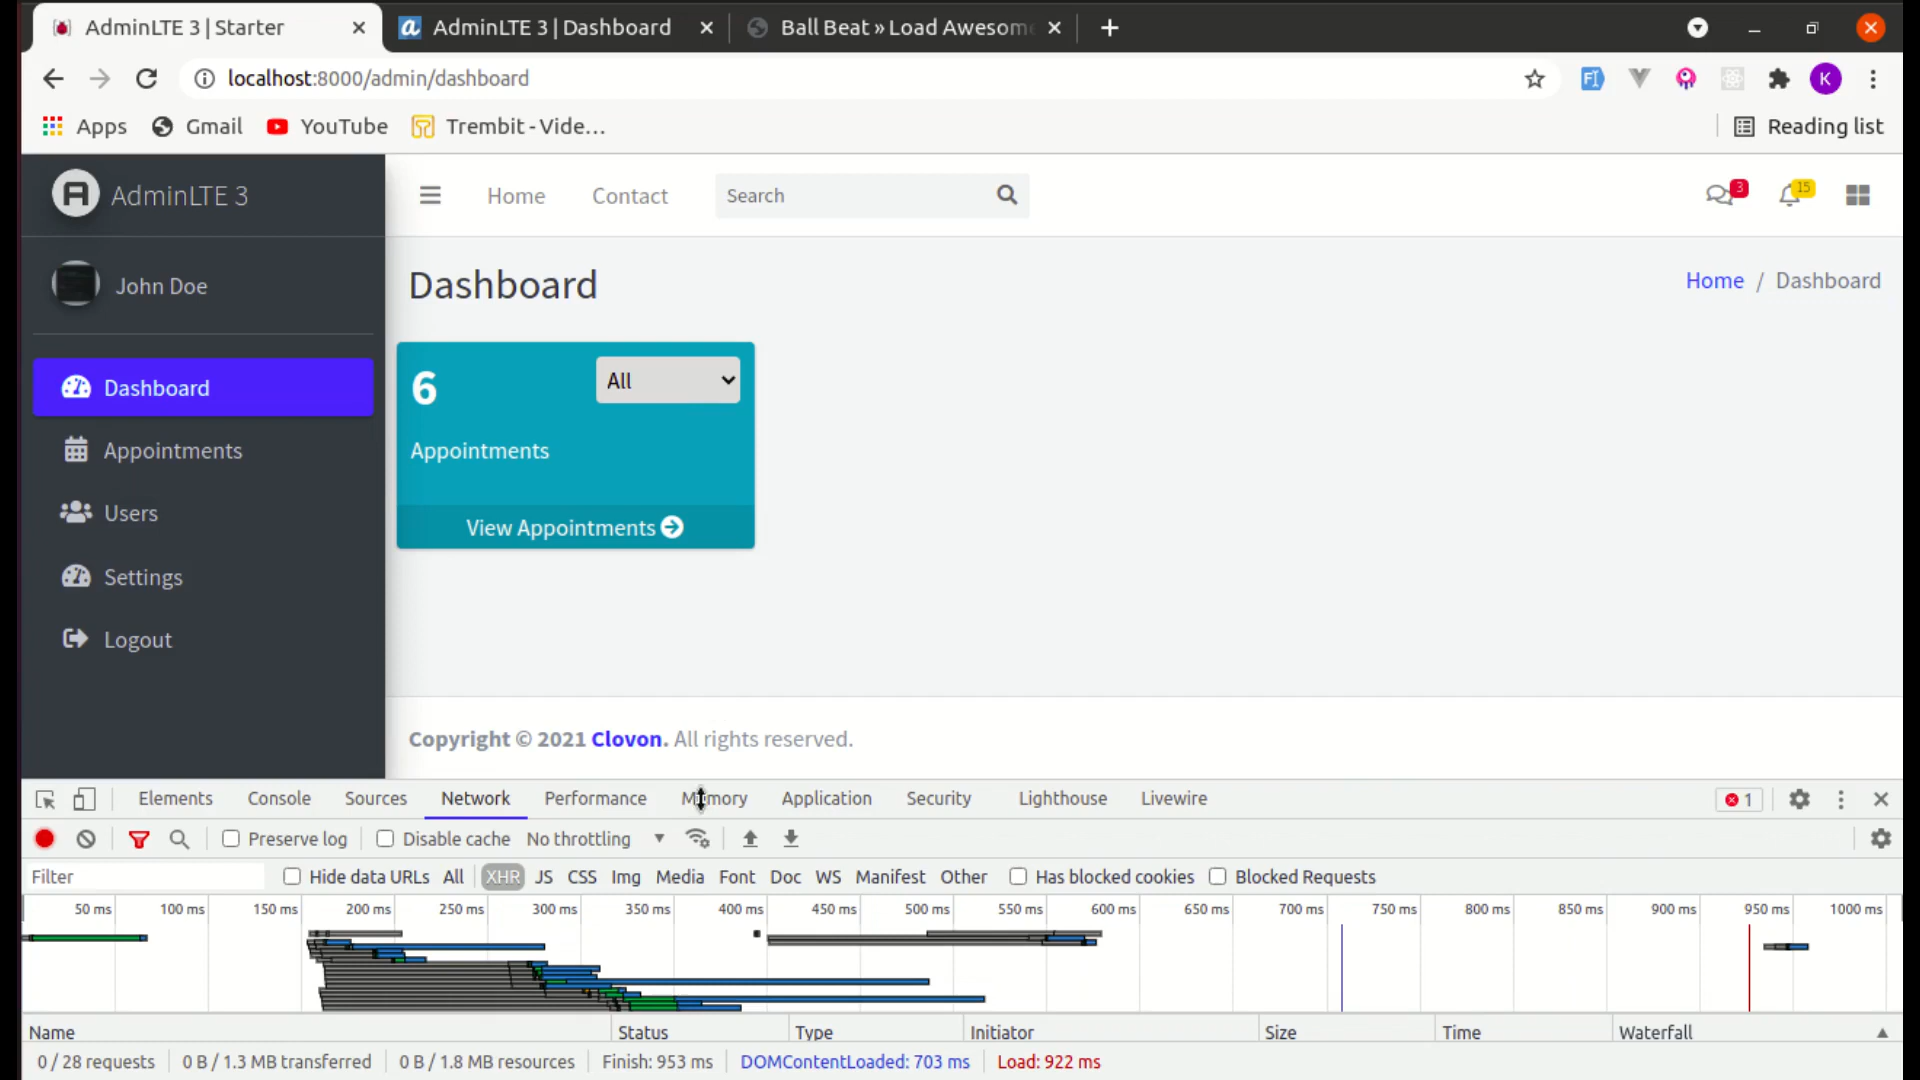 AdminLTE 3 | Starter
AdminLTE 3 | Dashboard
Ball Beat » Load Awesom
localhost:8000/admin/dashboard
K
Apps
Gmail
YouTube
Trembit - Vide...
Reading list
AdminLTE 3
Home
Contact
Search
3
15
John Doe
Dashboard
Home / Dashboard
Dashboard
Appointments
Users
Settings
Logout
6
All
Appointments
View Appointments
Copyright © 2021 Clovon. All rights reserved.
Elements Console Sources Network Performance Memory Application Security Lighthouse Livewire
1
Preserve log Disable cache No throttling
Filter Hide data URLs All XHR JS CSS Img Media Font Doc WS Manifest Other Has blocked cookies Blocked Requests
50 ms 100 ms 150 ms 200 ms 250 ms 300 ms 350 ms 400 ms 450 ms 500 ms 550 ms 600 ms 650 ms 700 ms 750 ms 800 ms 850 ms 900 ms 950 ms 1000 ms
Name Status Type Initiator Size Time Waterfall
0 / 28 requests 0 B / 1.3 MB transferred 0 B / 1.8 MB resources Finish: 953 ms DOMContentLoaded: 703 ms Load: 922 ms